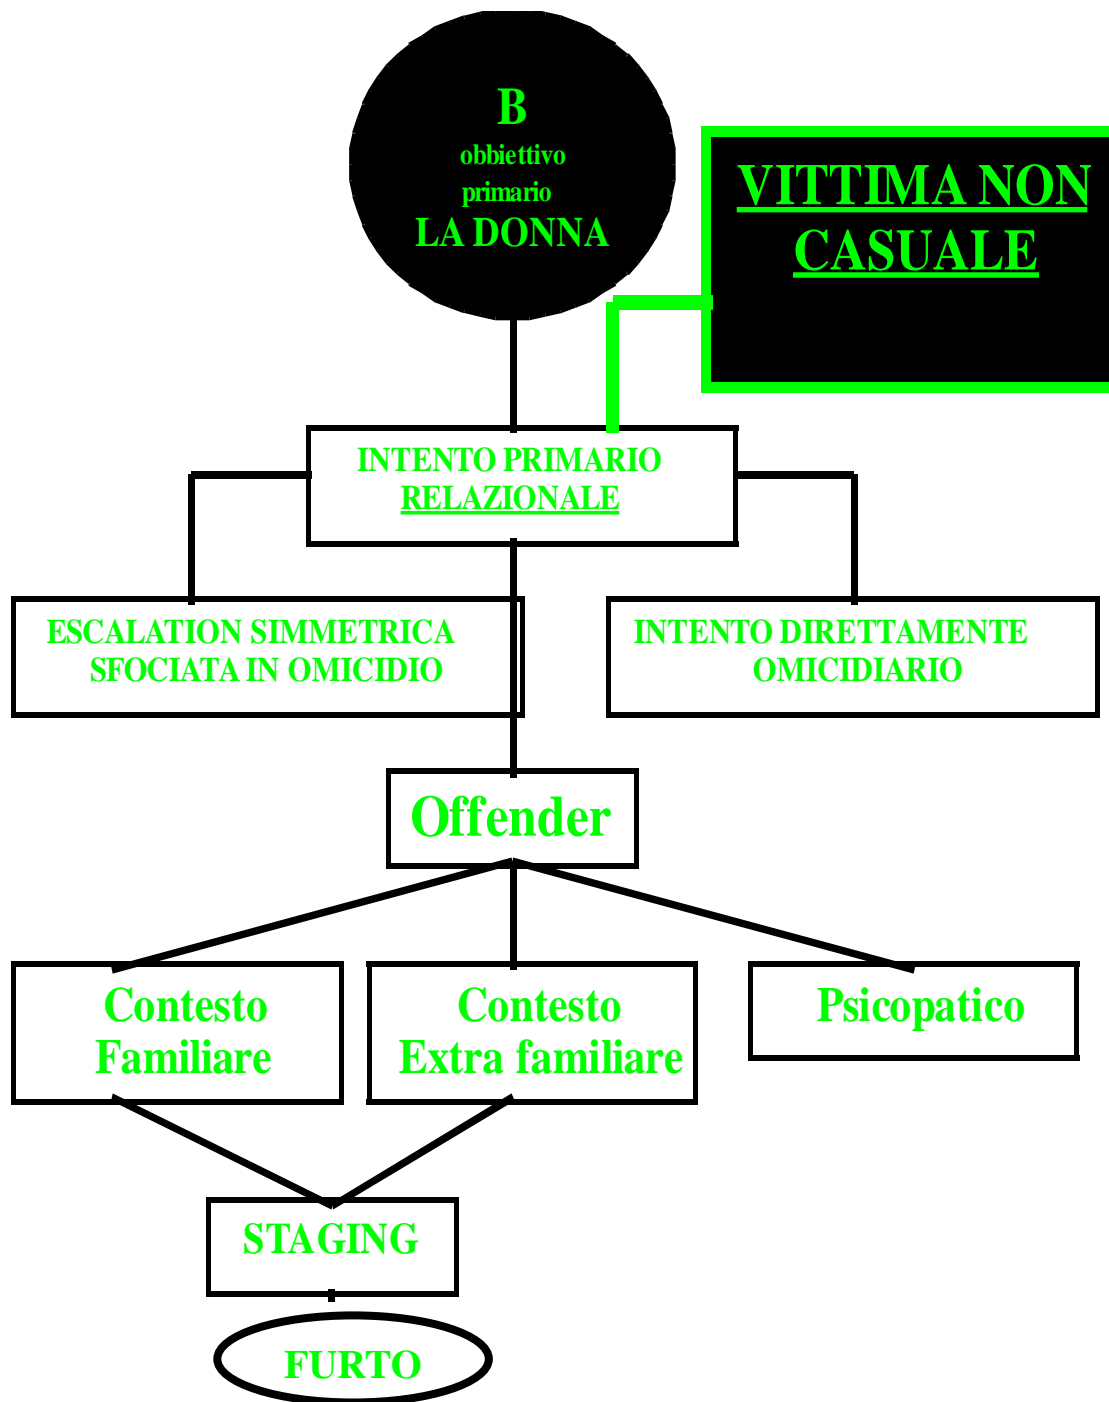 B
obbiettivo
primario
LA DONNA
VITTIMA NON
CASUALE
INTENTO PRIMARIO
RELAZIONALE
ESCALATION SIMMETRICA
SFOCIATA IN OMICIDIO
INTENTO DIRETTAMENTE
OMICIDIARIO
Offender
Contesto
Familiare
Contesto
Extra familiare
Psicopatico
STAGING
FURTO